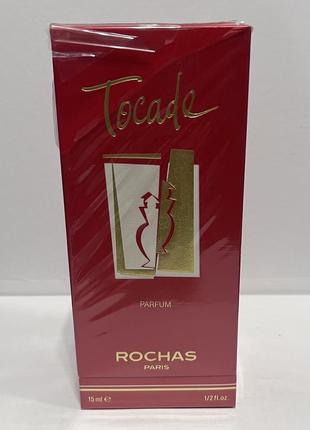 Tocade
PARFUM
ROCHAS
PARIS
15 ml ℮ 1/2 fl.oz.